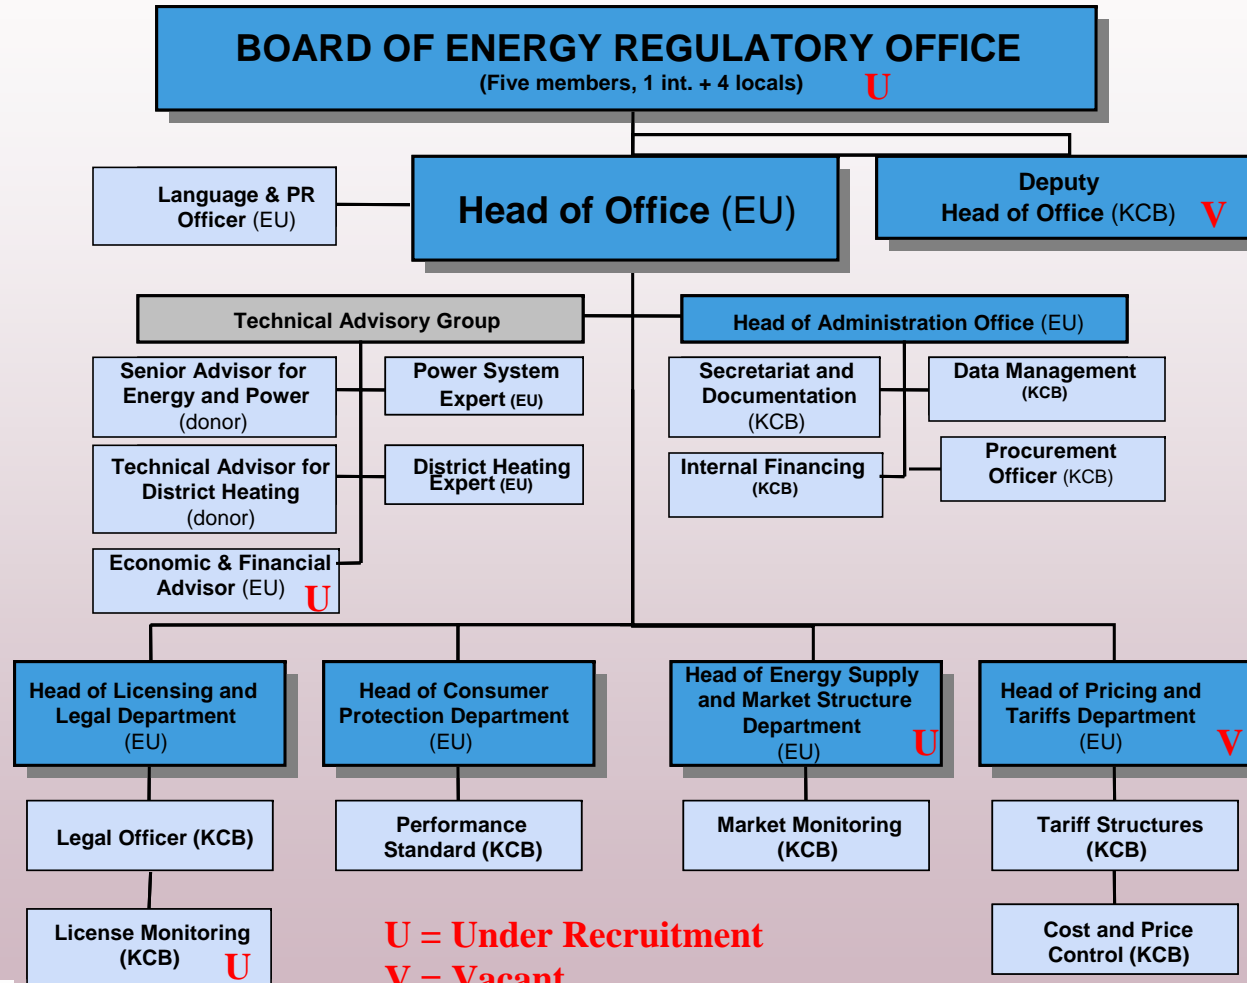 BOARD OF ENERGY REGULATORY OFFICE
(Five members, 1 int. + 4 locals)
U
Language & PR
Officer (EU)
Head of Office (EU)
Deputy
Head of Office (KCB)
V
Technical Advisory Group
Head of Administration Office (EU)
Senior Advisor for
Energy and Power
(donor)
Power System
Expert (EU)
Secretariat and
Documentation
(KCB)
Data Management
(KCB)
Technical Advisor for
District Heating
(donor)
District Heating
Expert (EU)
Internal Financing
(KCB)
Procurement
Officer (KCB)
Economic & Financial
Advisor (EU)
U
Head of Licensing and
Legal Department
(EU)
Head of Consumer
Protection Department
(EU)
Head of Energy Supply
and Market Structure
Department
(EU)
U
Head of Pricing and
Tariffs Department
(EU)
V
Legal Officer (KCB)
Performance
Standard (KCB)
Market Monitoring
(KCB)
Tariff Structures
(KCB)
License Monitoring
(KCB)
U
Cost and Price
Control (KCB)
U = Under Recruitment
V = Vacant